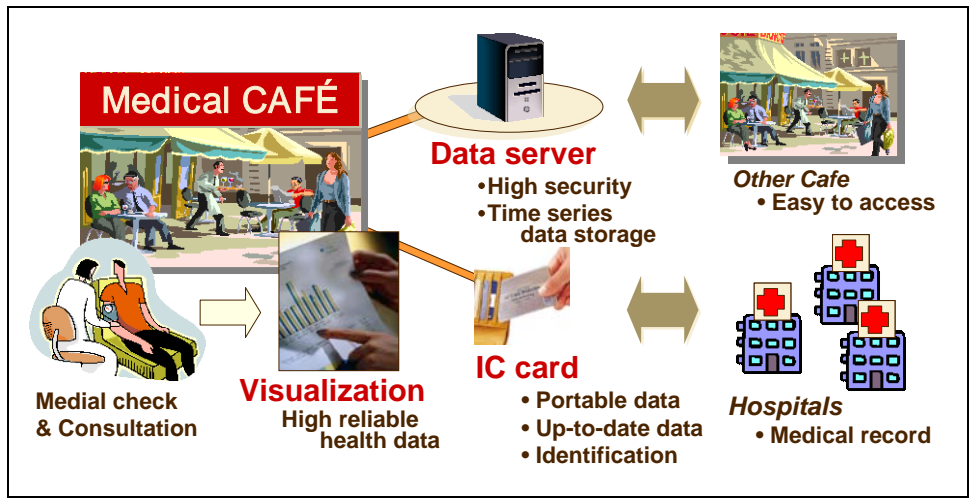 Medical CAFÉ
Data server
•High security
•Time series
data storage
Other Cafe
• Easy to access
Medial check
& Consultation
Visualization
High reliable
health data
IC card
• Portable data
• Up-to-date data
• Identification
Hospitals
• Medical record